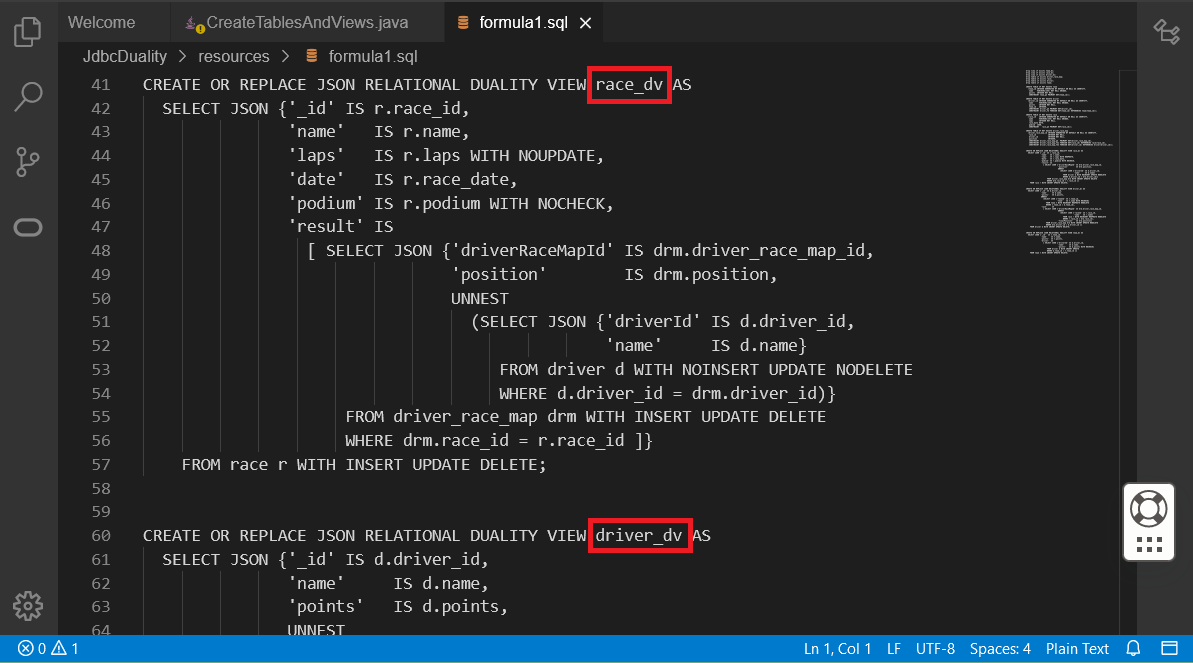 Welcome CreateTablesAndViews.java formula1.sql
JdbcDuality > resources > formula1.sql
41 CREATE OR REPLACE JSON RELATIONAL DUALITY VIEW race_dv AS
42 SELECT JSON {'_id' IS r.race_id,
43 'name' IS r.name,
44 'laps' IS r.laps WITH NOUPDATE,
45 'date' IS r.race_date,
46 'podium' IS r.podium WITH NOCHECK,
47 'result' IS
48 [ SELECT JSON {'driverRaceMapId' IS drm.driver_race_map_id,
49 'position' IS drm.position,
50 UNNEST
51 (SELECT JSON {'driverId' IS d.driver_id,
52 'name' IS d.name}
53 FROM driver d WITH NOINSERT UPDATE NODELETE
54 WHERE d.driver_id = drm.driver_id)}
55 FROM driver_race_map drm WITH INSERT UPDATE DELETE
56 WHERE drm.race_id = r.race_id ]}
57 FROM race r WITH INSERT UPDATE DELETE;
58
59
60 CREATE OR REPLACE JSON RELATIONAL DUALITY VIEW driver_dv AS
61 SELECT JSON {'_id' IS d.driver_id,
62 'name' IS d.name,
63 'points' IS d.points,
64 UNNEST
0 1 Ln 1, Col 1 LF UTF-8 Spaces: 4 Plain Text